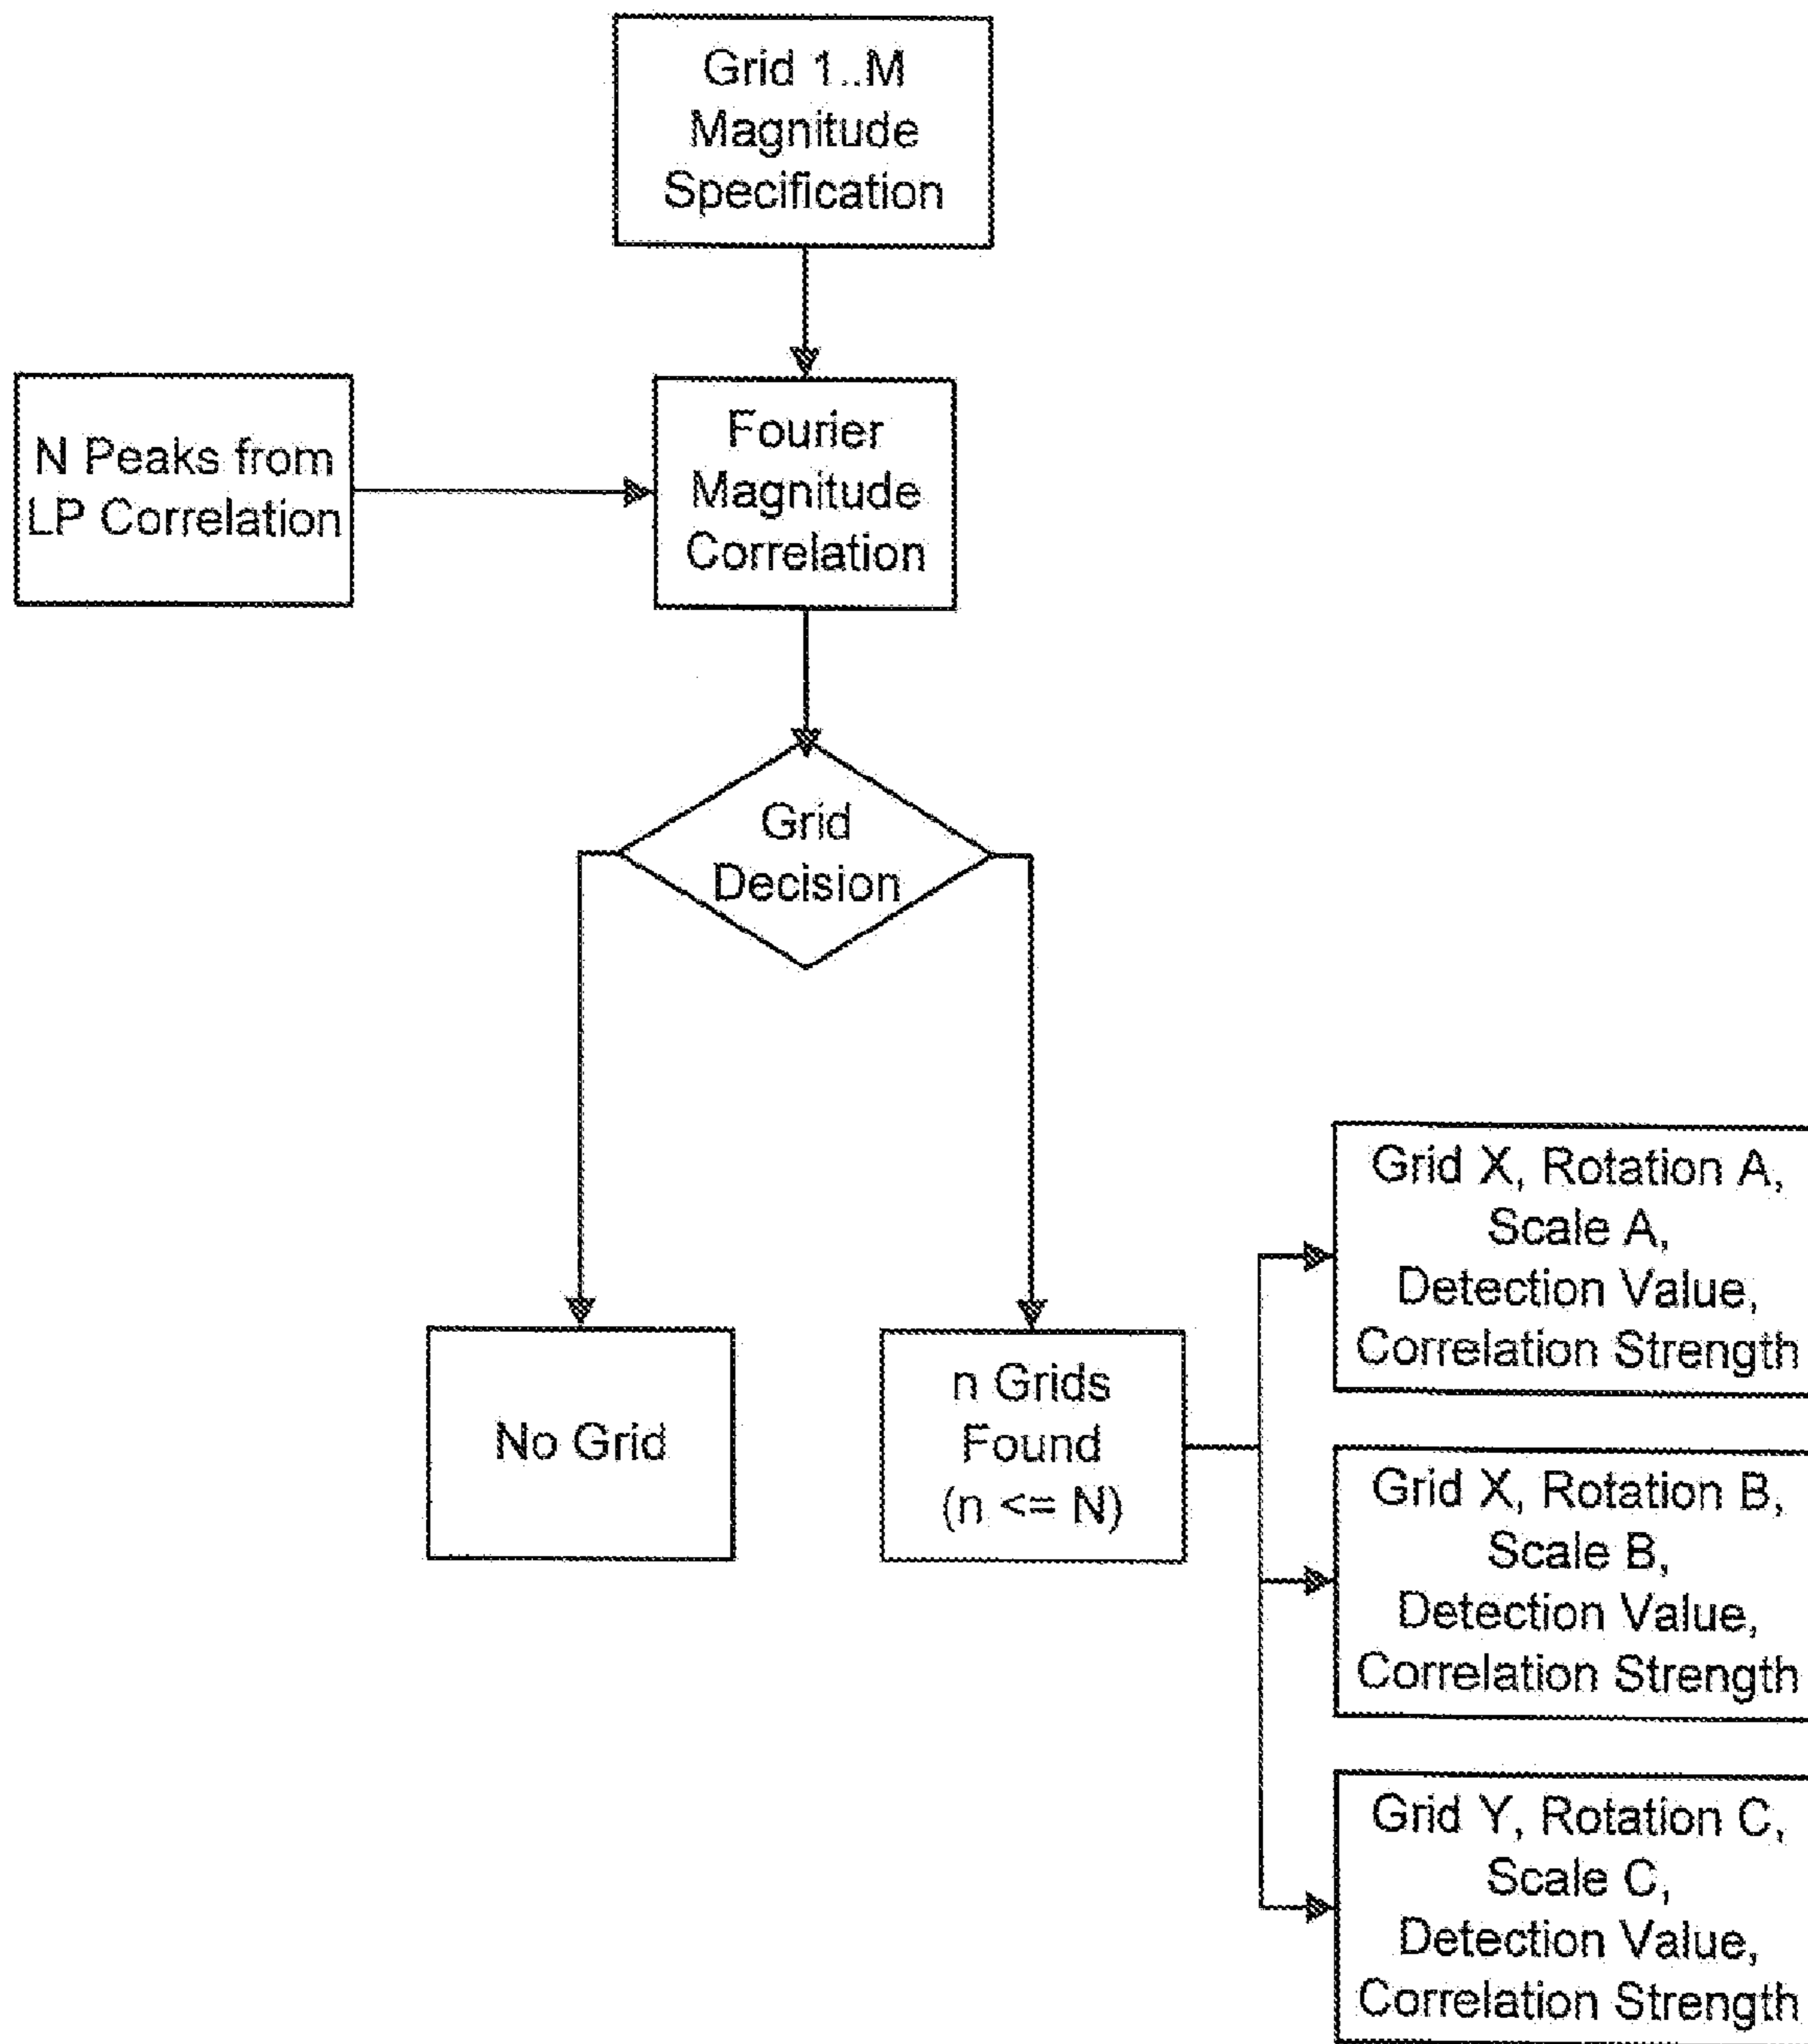 Grid 1..M
Magnitude
Specification
N Peaks from
LP Correlation
Fourier
Magnitude
Correlation
Grid
Decision
No Grid
n Grids
Found
(n <= N)
Grid X, Rotation A,
Scale A,
Detection Value,
Correlation Strength
Grid X, Rotation B,
Scale B,
Detection Value,
Correlation Strength
Grid Y, Rotation C,
Scale C,
Detection Value,
Correlation Strength